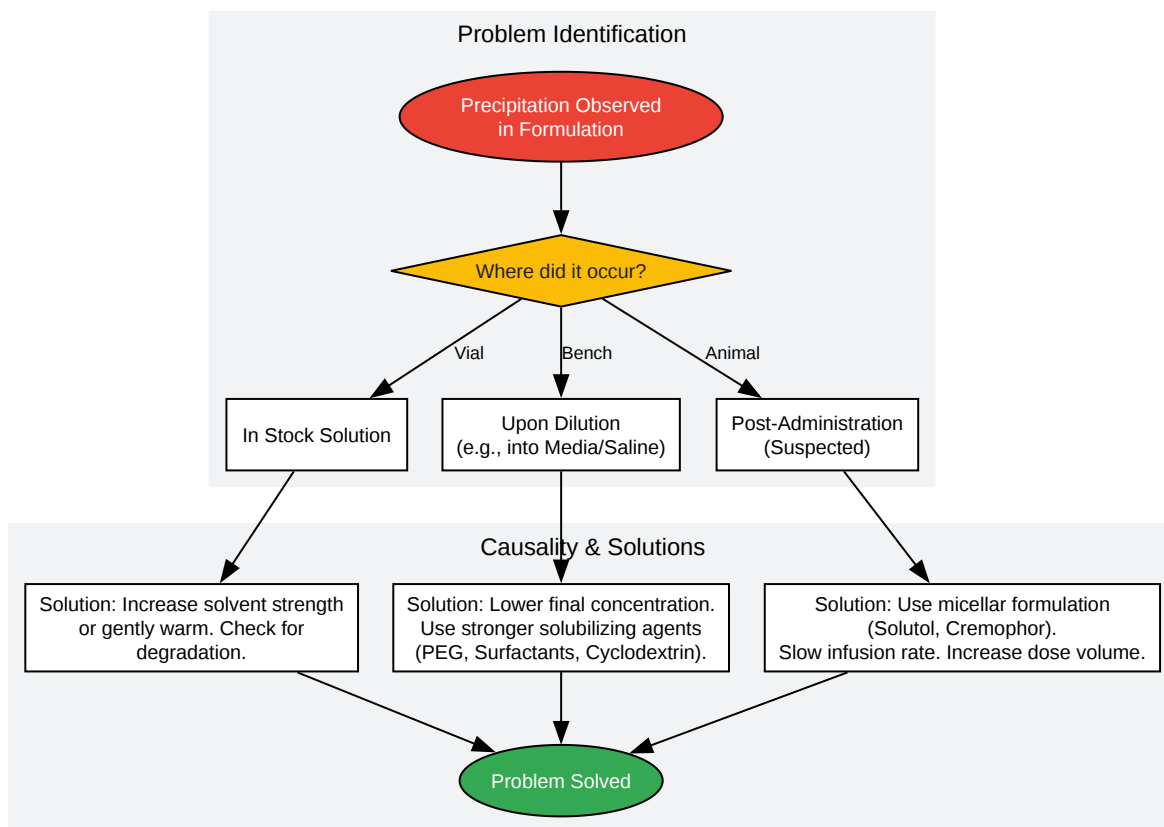 Problem Identification
Precipitation Observed
in Formulation
Where did it occur?
Vial
Bench
Animal
In Stock Solution
Upon Dilution
(e.g., into Media/Saline)
Post-Administration
(Suspected)
Causality & Solutions
Solution: Increase solvent strength
or gently warm. Check for
degradation.
Solution: Lower final concentration.
Use stronger solubilizing agents
(PEG, Surfactants, Cyclodextrin).
Solution: Use micellar formulation
(Solutol, Cremophor).
Slow infusion rate. Increase dose volume.
Problem Solved